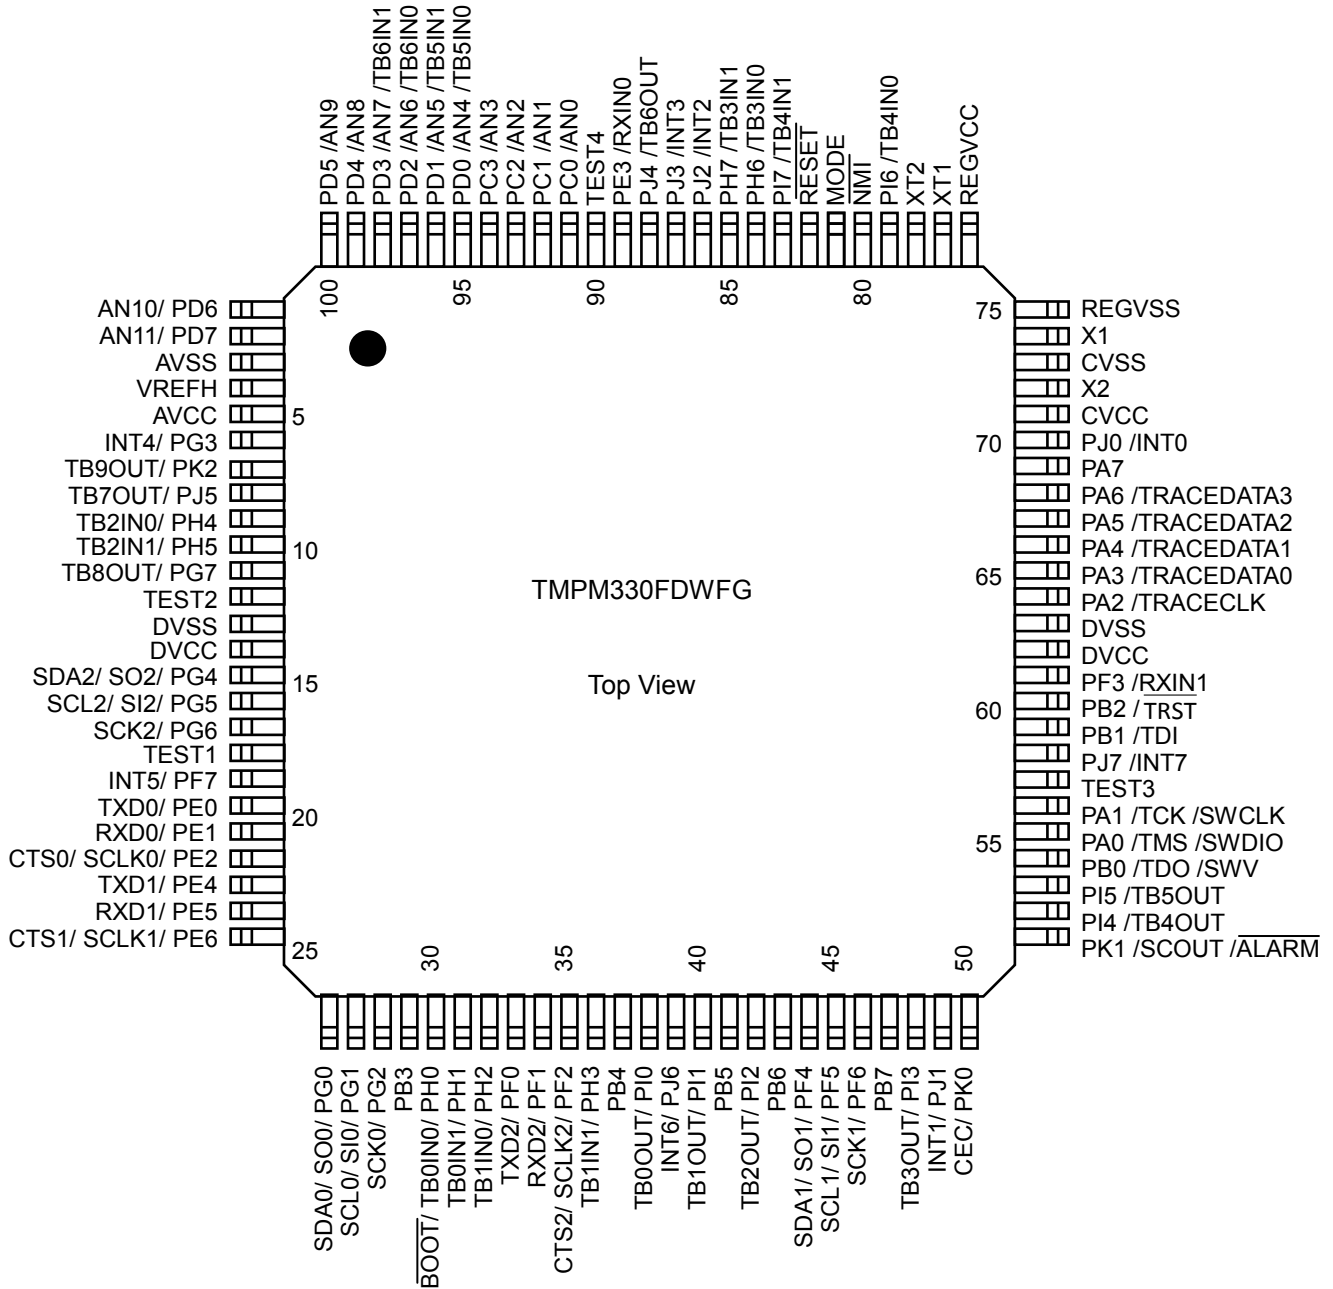 PD5 /AN9
PD4 /AN8
PD3 /AN7 /TB6IN1
PD2 /AN6 /TB6IN0
PD1 /AN5 /TB5IN1
PD0 /AN4 /TB5IN0
PC3 /AN3
PC2 /AN2
PC1 /AN1
PC0 /AN0
TEST4
PE3 /RXIN0
PJ4 /TB6OUT
PJ3 /INT3
PJ2 /INT2
PH7 /TB3IN1
PH6 /TB3IN0
PI7 /TB4IN1
RESET
MODE
NMI
PI6 /TB4IN0
XT2
XT1
REGVCC
100
95
90
85
80
AN10/ PD6
AN11/ PD7
AVSS
VREFH
AVCC
INT4/ PG3
TB9OUT/ PK2
TB7OUT/ PJ5
TB2IN0/ PH4
TB2IN1/ PH5
TB8OUT/ PG7
TEST2
DVSS
DVCC
SDA2/ SO2/ PG4
SCL2/ SI2/ PG5
SCK2/ PG6
TEST1
INT5/ PF7
TXD0/ PE0
RXD0/ PE1
CTS0/ SCLK0/ PE2
TXD1/ PE4
RXD1/ PE5
CTS1/ SCLK1/ PE6
5
10
15
20
25
TMPM330FDWFG
Top View
75
70
65
60
55
REGVSS
X1
CVSS
X2
CVCC
PJ0 /INT0
PA7
PA6 /TRACEDATA3
PA5 /TRACEDATA2
PA4 /TRACEDATA1
PA3 /TRACEDATA0
PA2 /TRACECLK
DVSS
DVCC
PF3 /RXIN1
PB2 / TRST
PB1 /TDI
PJ7 /INT7
TEST3
PA1 /TCK /SWCLK
PA0 /TMS /SWDIO
PB0 /TDO /SWV
PI5 /TB5OUT
PI4 /TB4OUT
PK1 /SCOUT /ALARM
30
35
40
45
50
SDA0/ SO0/ PG0
SCL0/ SI0/ PG1
SCK0/ PG2
PB3
BOOT/ TB0IN0/ PH0
TB0IN1/ PH1
TB1IN0/ PH2
TXD2/ PF0
RXD2/ PF1
CTS2/ SCLK2/ PF2
TB1IN1/ PH3
PB4
TB0OUT/ PI0
INT6/ PJ6
TB1OUT/ PI1
PB5
TB2OUT/ PI2
PB6
SDA1/ SO1/ PF4
SCL1/ SI1/ PF5
SCK1/ PF6
PB7
TB3OUT/ PI3
INT1/ PJ1
CEC/ PK0